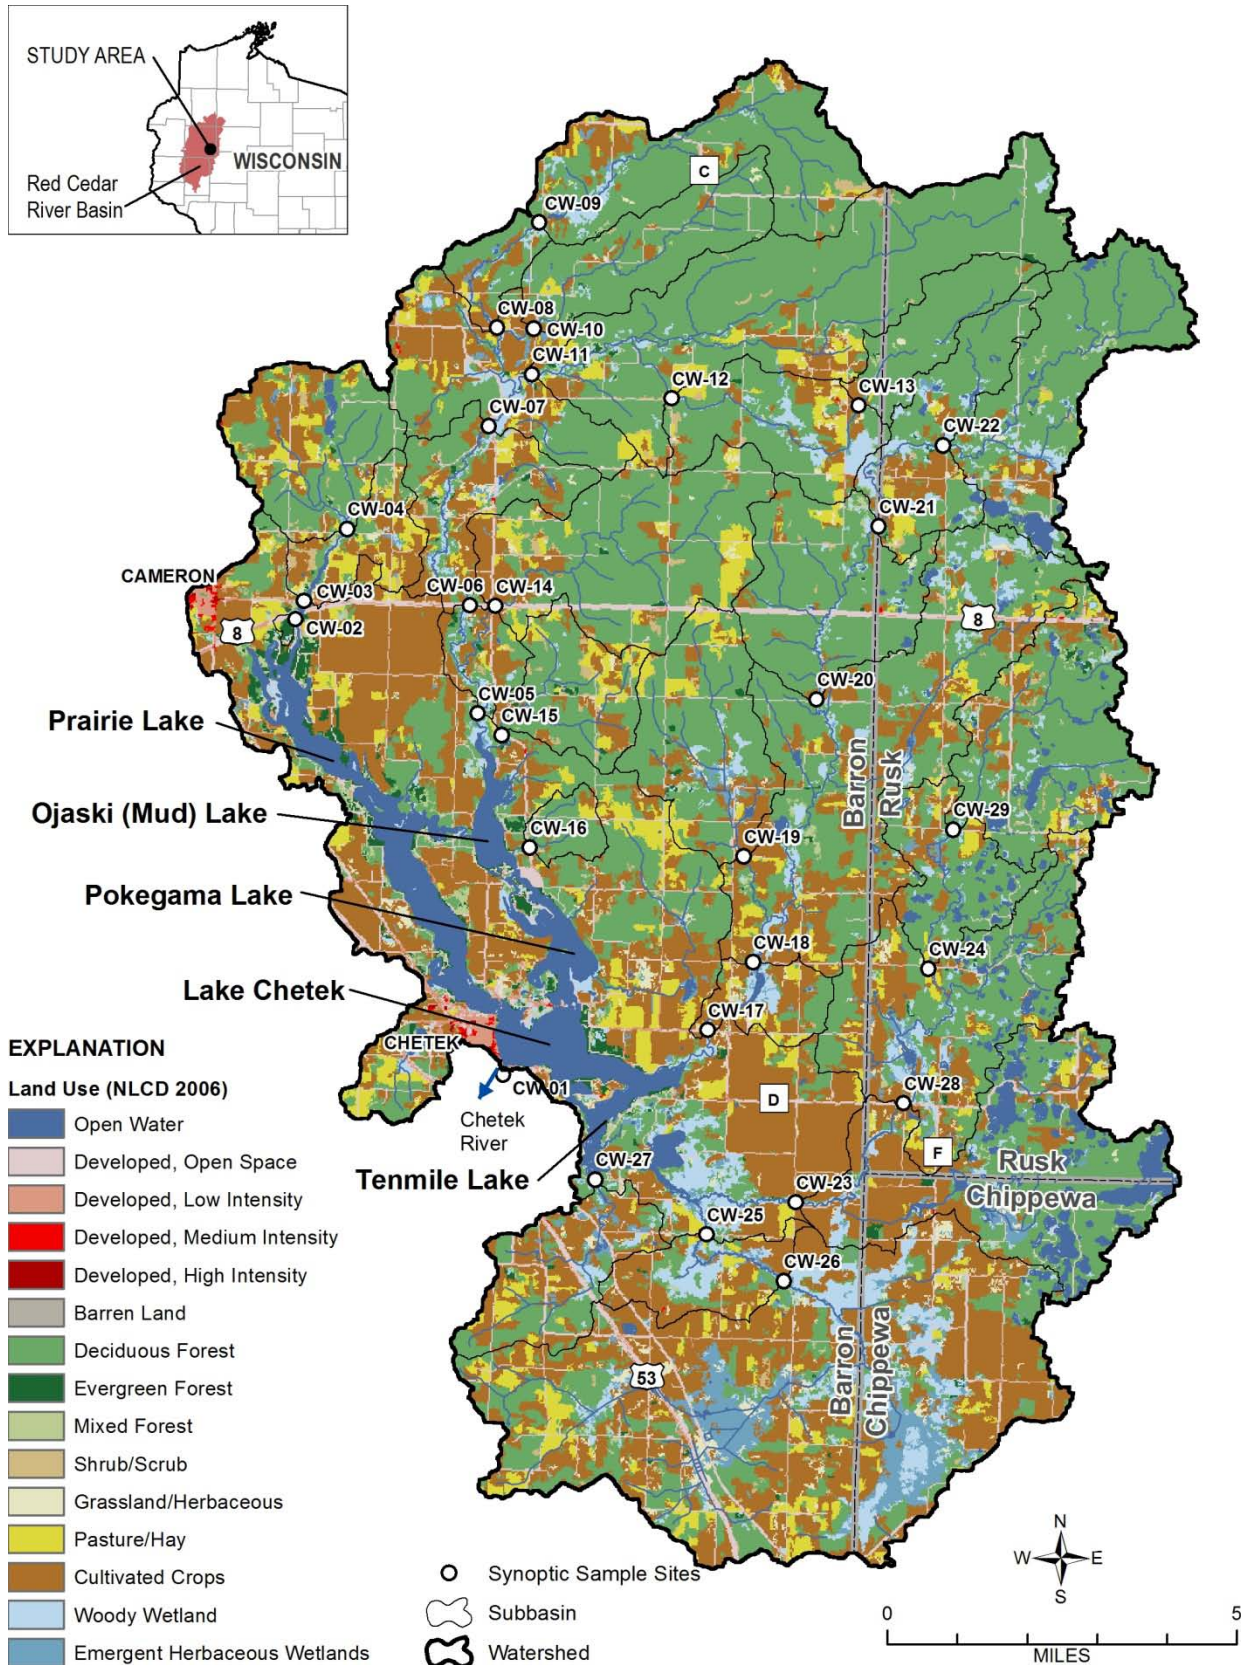 STUDY AREA
WISCONSIN
Red Cedar
River Basin
C
CW-09
CW-08
CW-10
CW-11
CW-12
CW-13
CW-07
CW-22
CW-04
CW-21
CAMERON
CW-03
CW-06
CW-14
8
CW-02
8
CW-05
CW-20
CW-15
Prairie Lake
Barron
Rusk
Ojaski (Mud) Lake
CW-16
CW-19
CW-29
Pokegama Lake
CW-18
CW-24
Lake Chetek
CW-17
CHETEK
CW-01
D
CW-28
Chetek
River
F
Rusk
Chippewa
Tenmile Lake
CW-27
CW-23
CW-25
CW-26
Barron
Chippewa
53
EXPLANATION
Land Use (NLCD 2006)
Open Water
Developed, Open Space
Developed, Low Intensity
Developed, Medium Intensity
Developed, High Intensity
Barren Land
Deciduous Forest
Evergreen Forest
Mixed Forest
Shrub/Scrub
Grassland/Herbaceous
Pasture/Hay
Cultivated Crops
Woody Wetland
Emergent Herbaceous Wetlands
Synoptic Sample Sites
Subbasin
Watershed
N
W
E
S
0
5
MILES